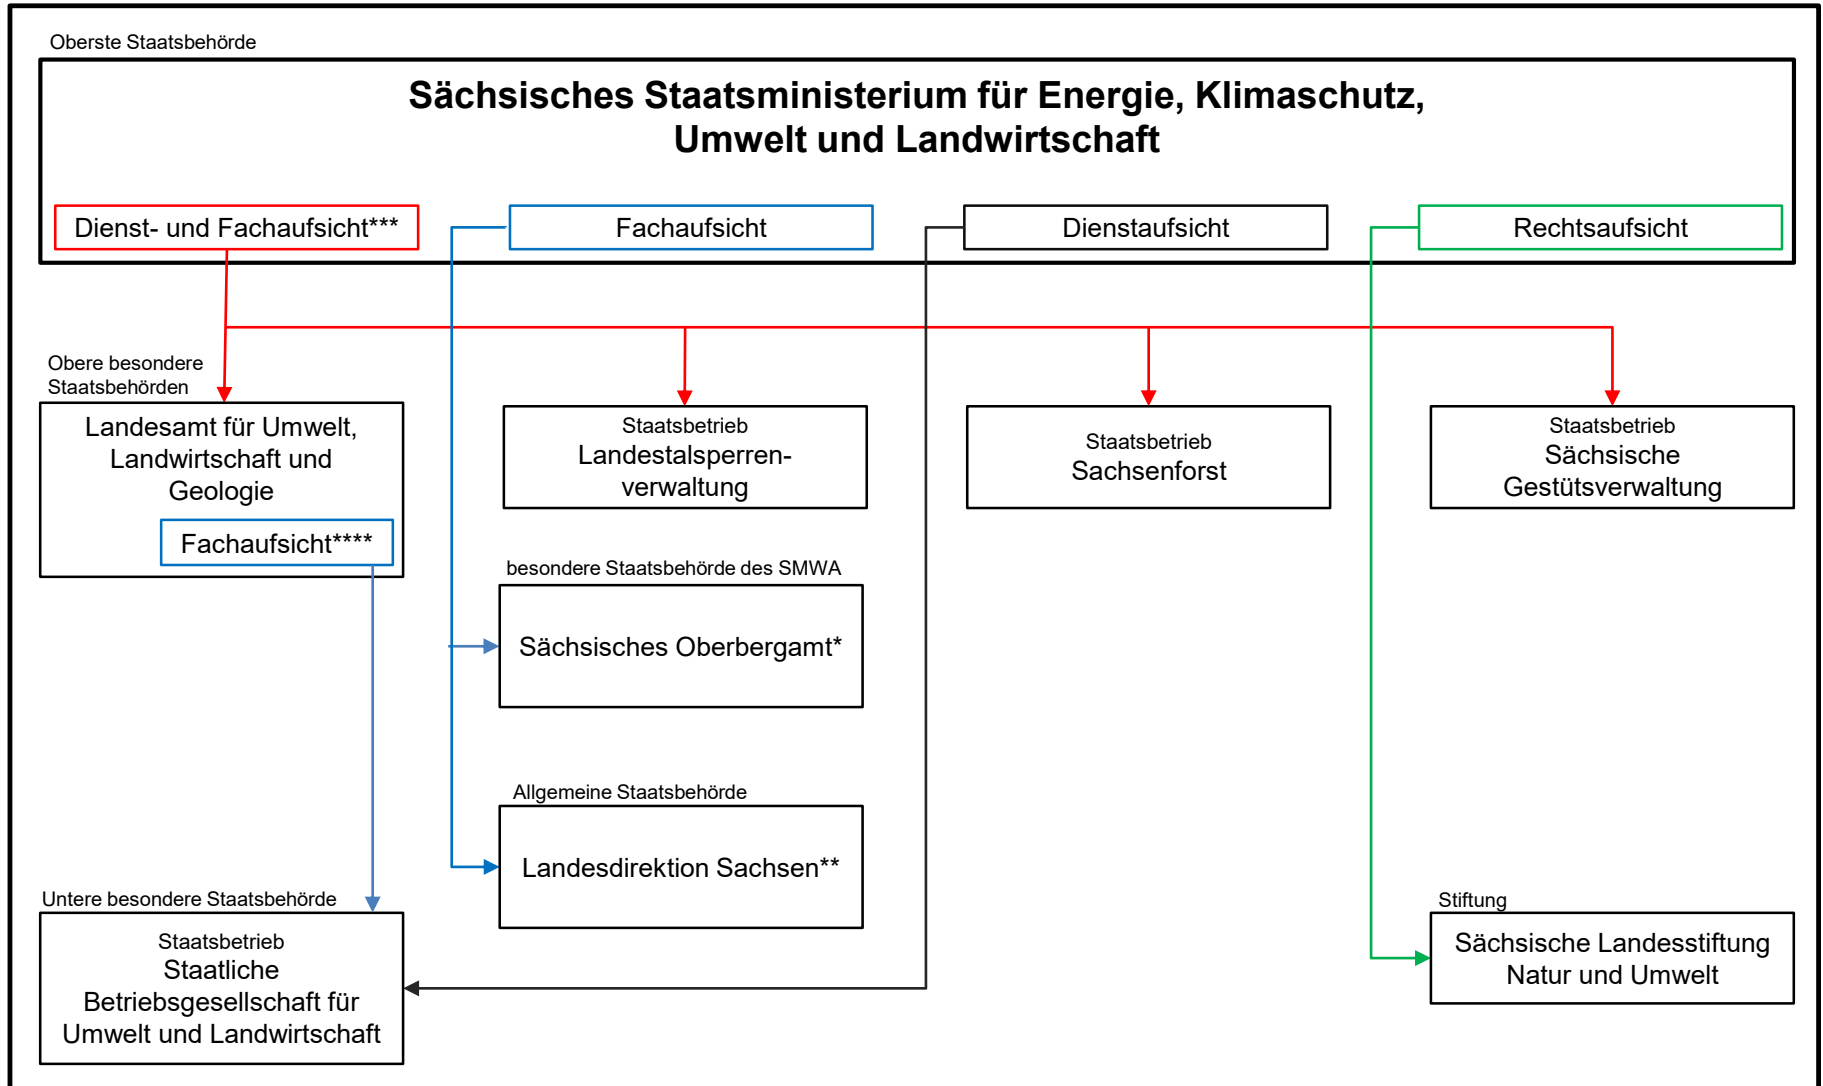 Oberste Staatsbehörde
Sächsisches Staatsministerium für Energie, Klimaschutz,
Umwelt und Landwirtschaft
Dienst- und Fachaufsicht***
Fachaufsicht
Dienstaufsicht
Rechtsaufsicht
Obere besondere
Staatsbehörden
Landesamt für Umwelt,
Landwirtschaft und
Geologie
Fachaufsicht****
Staatsbetrieb
Landestalsperren-
verwaltung
Staatsbetrieb
Sachsenforst
Staatsbetrieb
Sächsische
Gestütsverwaltung
besondere Staatsbehörde des SMWA
Sächsisches Oberbergamt*
Allgemeine Staatsbehörde
Landesdirektion Sachsen**
Untere besondere Staatsbehörde
Staatsbetrieb
Staatliche
Betriebsgesellschaft für
Umwelt und Landwirtschaft
Stiftung
Sächsische Landesstiftung
Natur und Umwelt